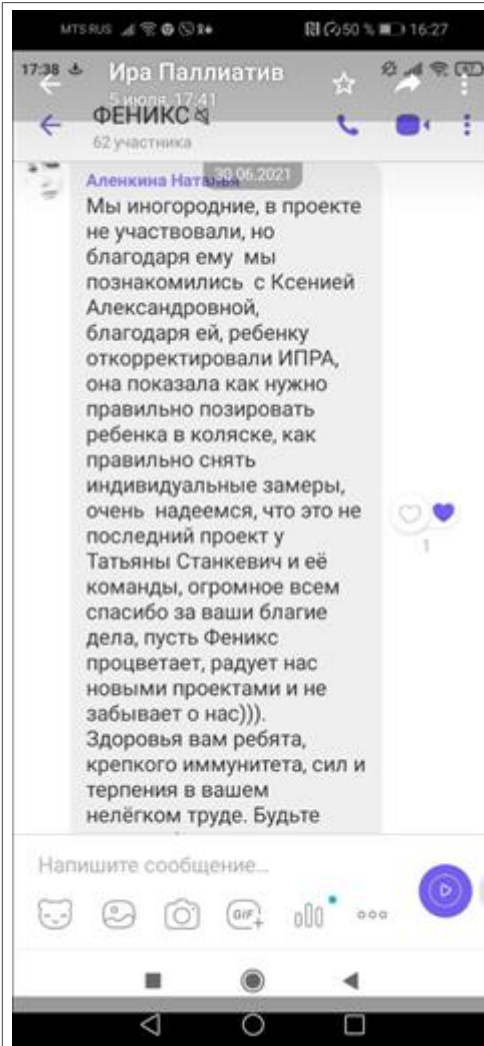 MTS RUS 50 % 16:27
17:38
Ира Паллиатив
5 июля, 17:41
ФЕНИКС
62 участника
30.06.2021
Аленкина Наталья
Мы иногородние, в проекте
не участвовали, но
благодаря ему мы
познакомились с Ксенией
Александровной,
благодаря ей, ребенку
откорректировали ИПРА,
она показала как нужно
правильно позировать
ребенка в коляске, как
правильно снять
индивидуальные замеры,
очень надеемся, что это не
последний проект у
Татьяны Станкевич и её
команды, огромное всем
спасибо за ваши благие
дела, пусть Феникс
процветает, радует нас
новыми проектами и не
забывает о нас))).
Здоровья вам ребята,
крепкого иммунитета, сил и
терпения в вашем
нелёгком труде. Будьте
1
Напишите сообщение...
GIF